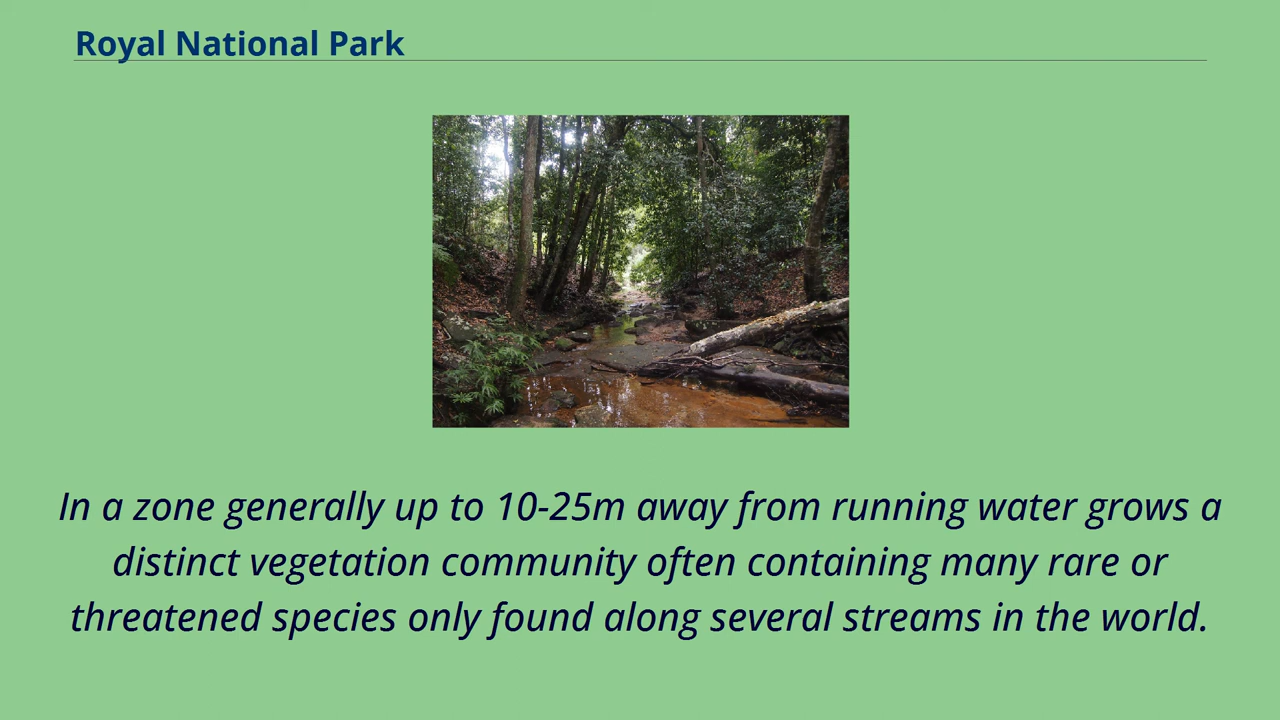 Royal National Park
In a zone generally up to 10-25m away from running water grows a
distinct vegetation community often containing many rare or
threatened species only found along several streams in the world.